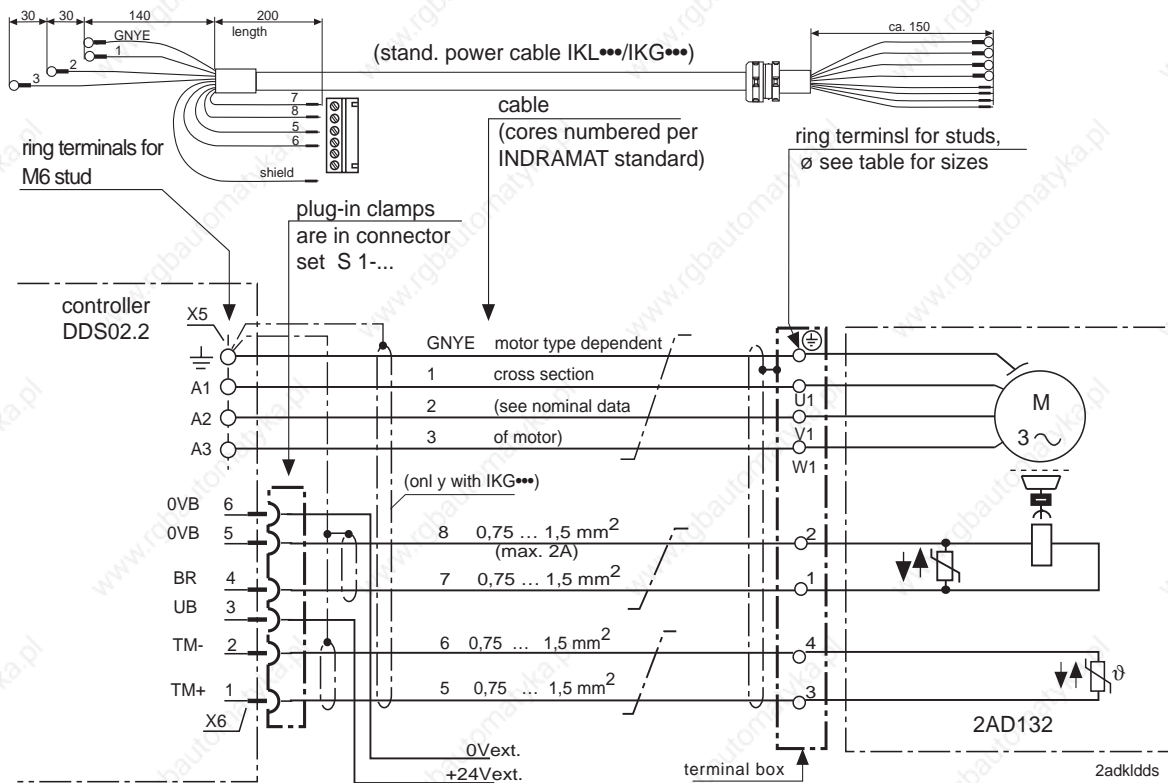 30 30 140 200
length
GNYE
1
2
3
7
8
5
6
shield
(stand. power cable IKL•••/IKG•••)
ca. 150
ring terminals for
M6 stud
cable
(cores numbered per
INDRAMAT standard)
ring terminsl for studs,
ø see table for sizes
plug-in clamps
are in connector
set S 1-...
controller
DDS02.2
X5
GNYE motor type dependent
A1 1 cross section U1
A2 2 (see nominal data V1
A3 3 of motor) W1
M
3
(onl y with IKG•••)
0VB 6
0VB 5 8 0,75 ... 1,5 mm² 2
(max. 2A)
BR 4 7 0,75 ... 1,5 mm² 1
UB 3
TM- 2 6 0,75 ... 1,5 mm² 4
TM+ 1 5 0,75 ... 1,5 mm² 3
ϑ
X6
2AD132
0Vext.
+24Vext.
terminal box
2adkldds
www.rgbautomatyka.pl